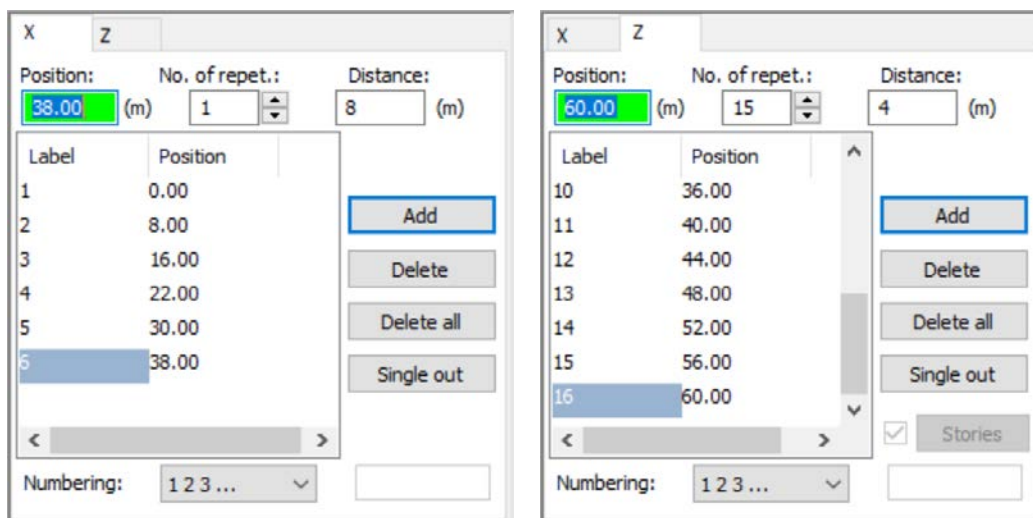 X Z
Position: No. of repet.: Distance:
38.00 (m) 1 8 (m)
Label Position
1 0.00
2 8.00
3 16.00
4 22.00
5 30.00
6 38.00
Add
Delete
Delete all
Single out
Numbering: 1 2 3 ...
X Z
Position: No. of repet.: Distance:
60.00 (m) 15 4 (m)
Label Position
10 36.00
11 40.00
12 44.00
13 48.00
14 52.00
15 56.00
16 60.00
Add
Delete
Delete all
Single out
Stories
Numbering: 1 2 3 ...